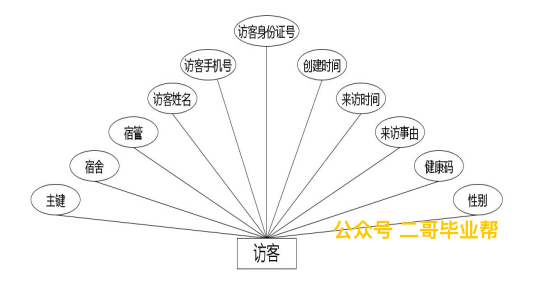 访客身份证号
访客手机号
创建时间
访客姓名
来访时间
宿管
来访事由
宿舍
健康码
主键
性别
公众号 二哥毕业帮
访客